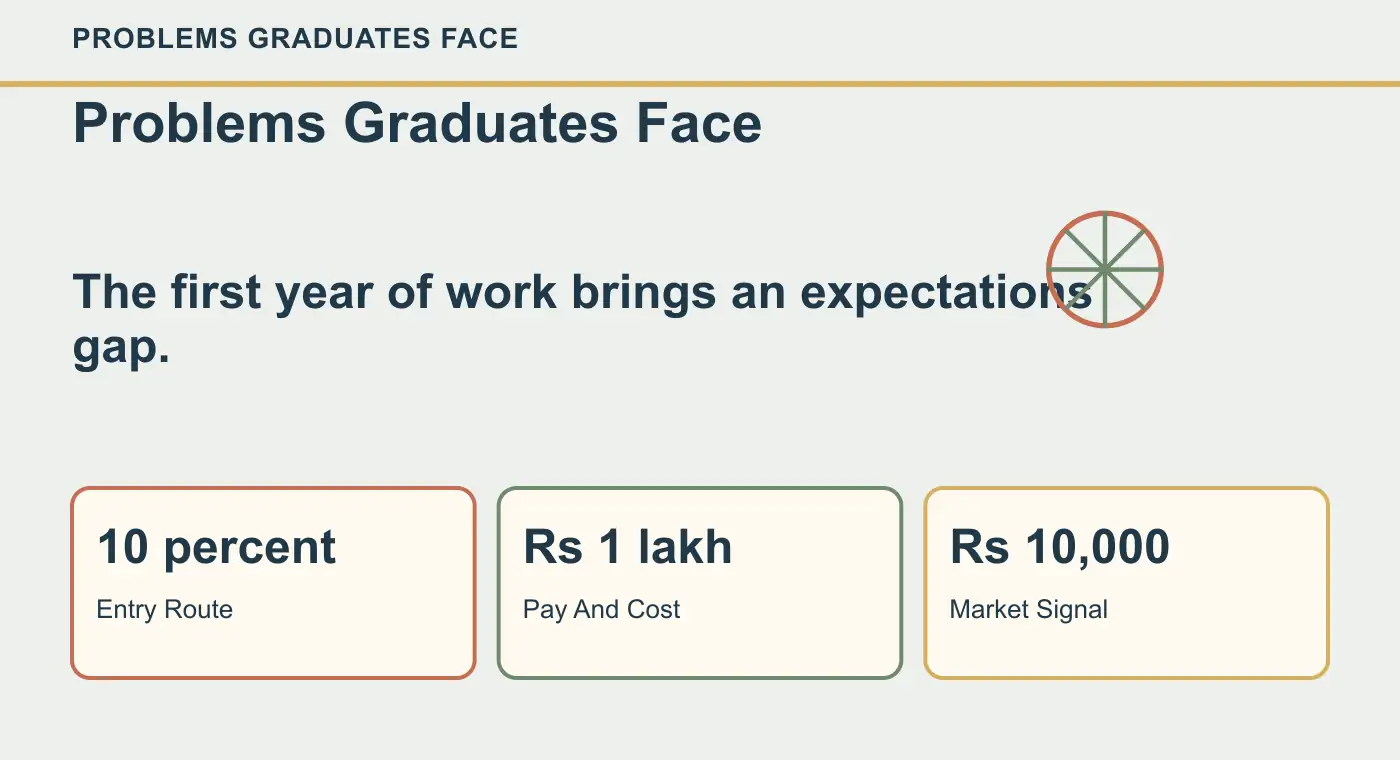 PROBLEMS GRADUATES FACE
Problems Graduates Face
The first year of work brings an expectations
gap.
10 percent
Entry Route
Rs 1 lakh
Pay And Cost
Rs 10,000
Market Signal